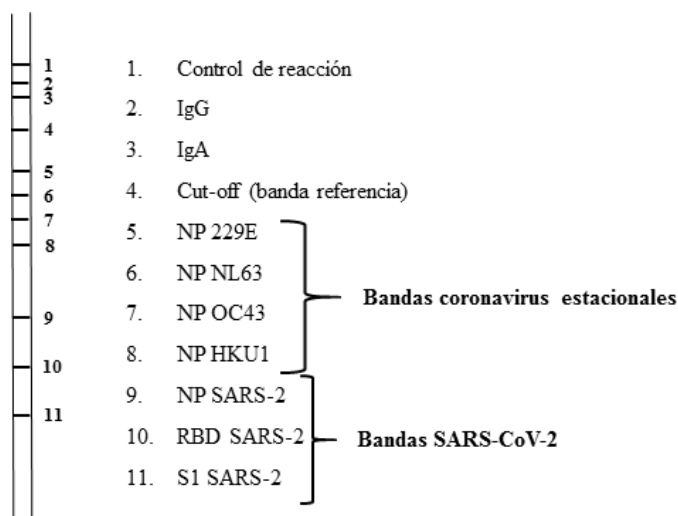 1
2
3
4
5
6
7
8
9
10
11
1. Control de reacción
2. IgG
3. IgA
4. Cut-off (banda referencia)
5. NP 229E
6. NP NL63
7. NP OC43
8. NP HKU1
Bandas coronavirus estacionales
9. NP SARS-2
10. RBD SARS-2
11. S1 SARS-2
Bandas SARS-CoV-2